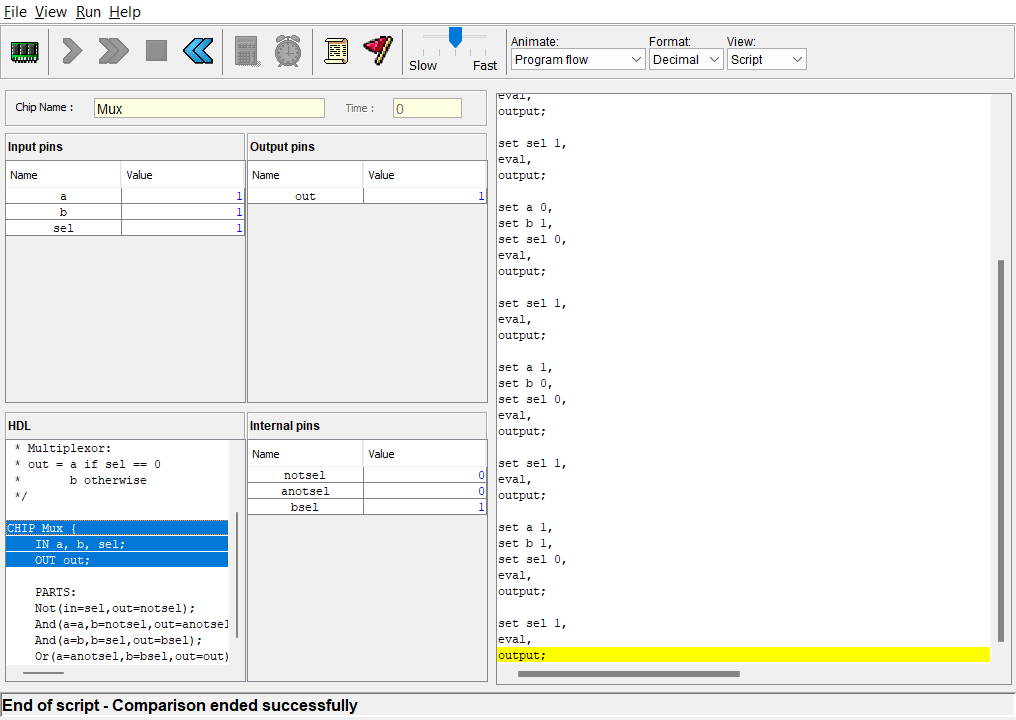 File View Run Help
Slow Fast
Animate: Format: View:
Program flow Decimal Script
Chip Name : Mux Time : 0
Input pins
Name Value
a 1
b 1
sel 1
Output pins
Name Value
out 1
HDL
* Multiplexor:
* out = a if sel == 0
*       b otherwise
*/
CHIP Mux {
IN a, b, sel;
OUT out;
PARTS:
Not(in=sel,out=notsel);
And(a=a,b=notsel,out=anotsel
And(a=b,b=sel,out=bsel);
Or(a=anotsel,b=bsel,out=out)
Internal pins
Name Value
notsel 0
anotsel 0
bsel 1
eval,
output;
set sel 1,
eval,
output;
set a 0,
set b 1,
set sel 0,
eval,
output;
set sel 1,
eval,
output;
set a 1,
set b 0,
set sel 0,
eval,
output;
set sel 1,
eval,
output;
set a 1,
set b 1,
set sel 0,
eval,
output;
set sel 1,
eval,
output;
End of script - Comparison ended successfully